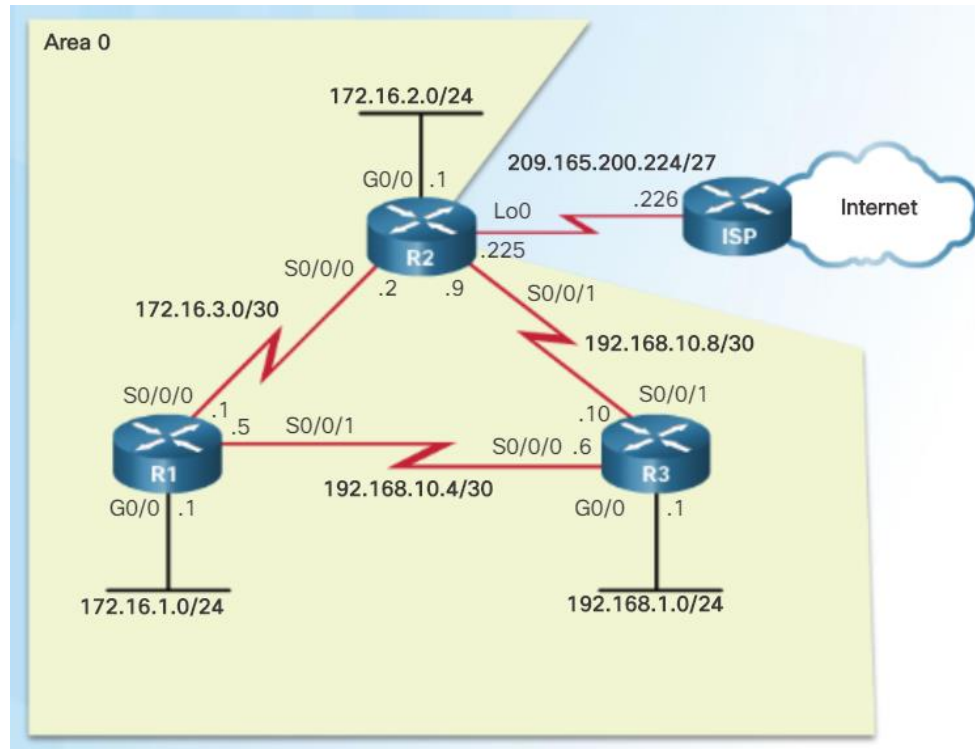 Area 0
172.16.2.0/24
209.165.200.224/27
G0/0 .1
.226
Internet
Lo0
ISP
R2
.225
S0/0/0
.2 .9
S0/0/1
172.16.3.0/30
192.168.10.8/30
S0/0/0
S0/0/1
.1
.10
.5
S0/0/1
S0/0/0 .6
R1
R3
192.168.10.4/30
G0/0 .1
G0/0 .1
172.16.1.0/24
192.168.1.0/24